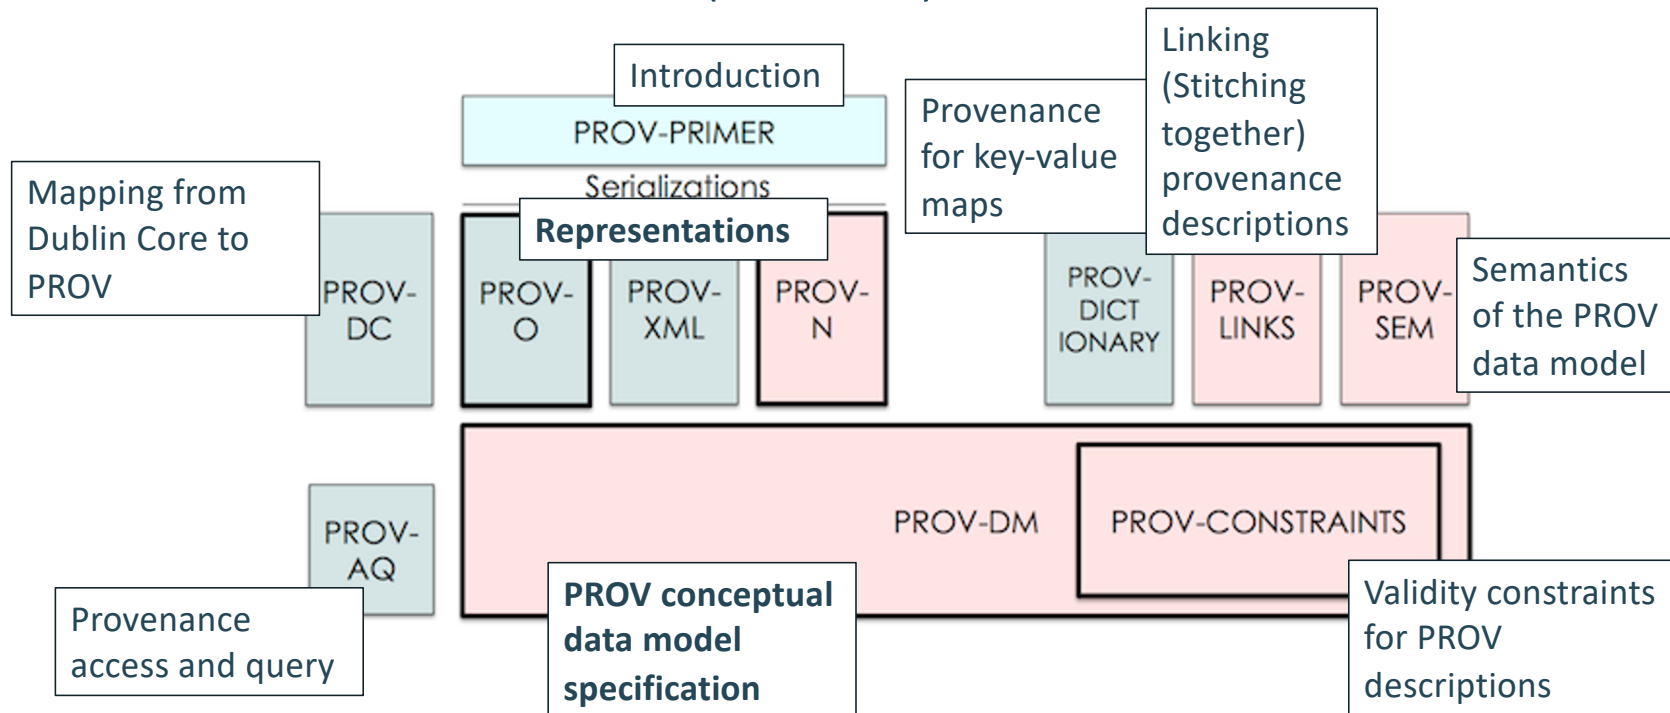 Introduction
PROV-PRIMER
Serializations
Representations
Mapping from
Dublin Core to
PROV
PROV-
DC
PROV-
O
PROV-
XML
PROV-
N
Provenance
for key-value
maps
Linking
(Stitching
together)
provenance
descriptions
PROV-
DICT
IONARY
PROV-
LINKS
PROV-
SEM
Semantics
of the PROV
data model
PROV-
AQ
Provenance
access and query
PROV-DM
PROV-CONSTRAINTS
PROV conceptual
data model
specification
Validity constraints
for PROV
descriptions